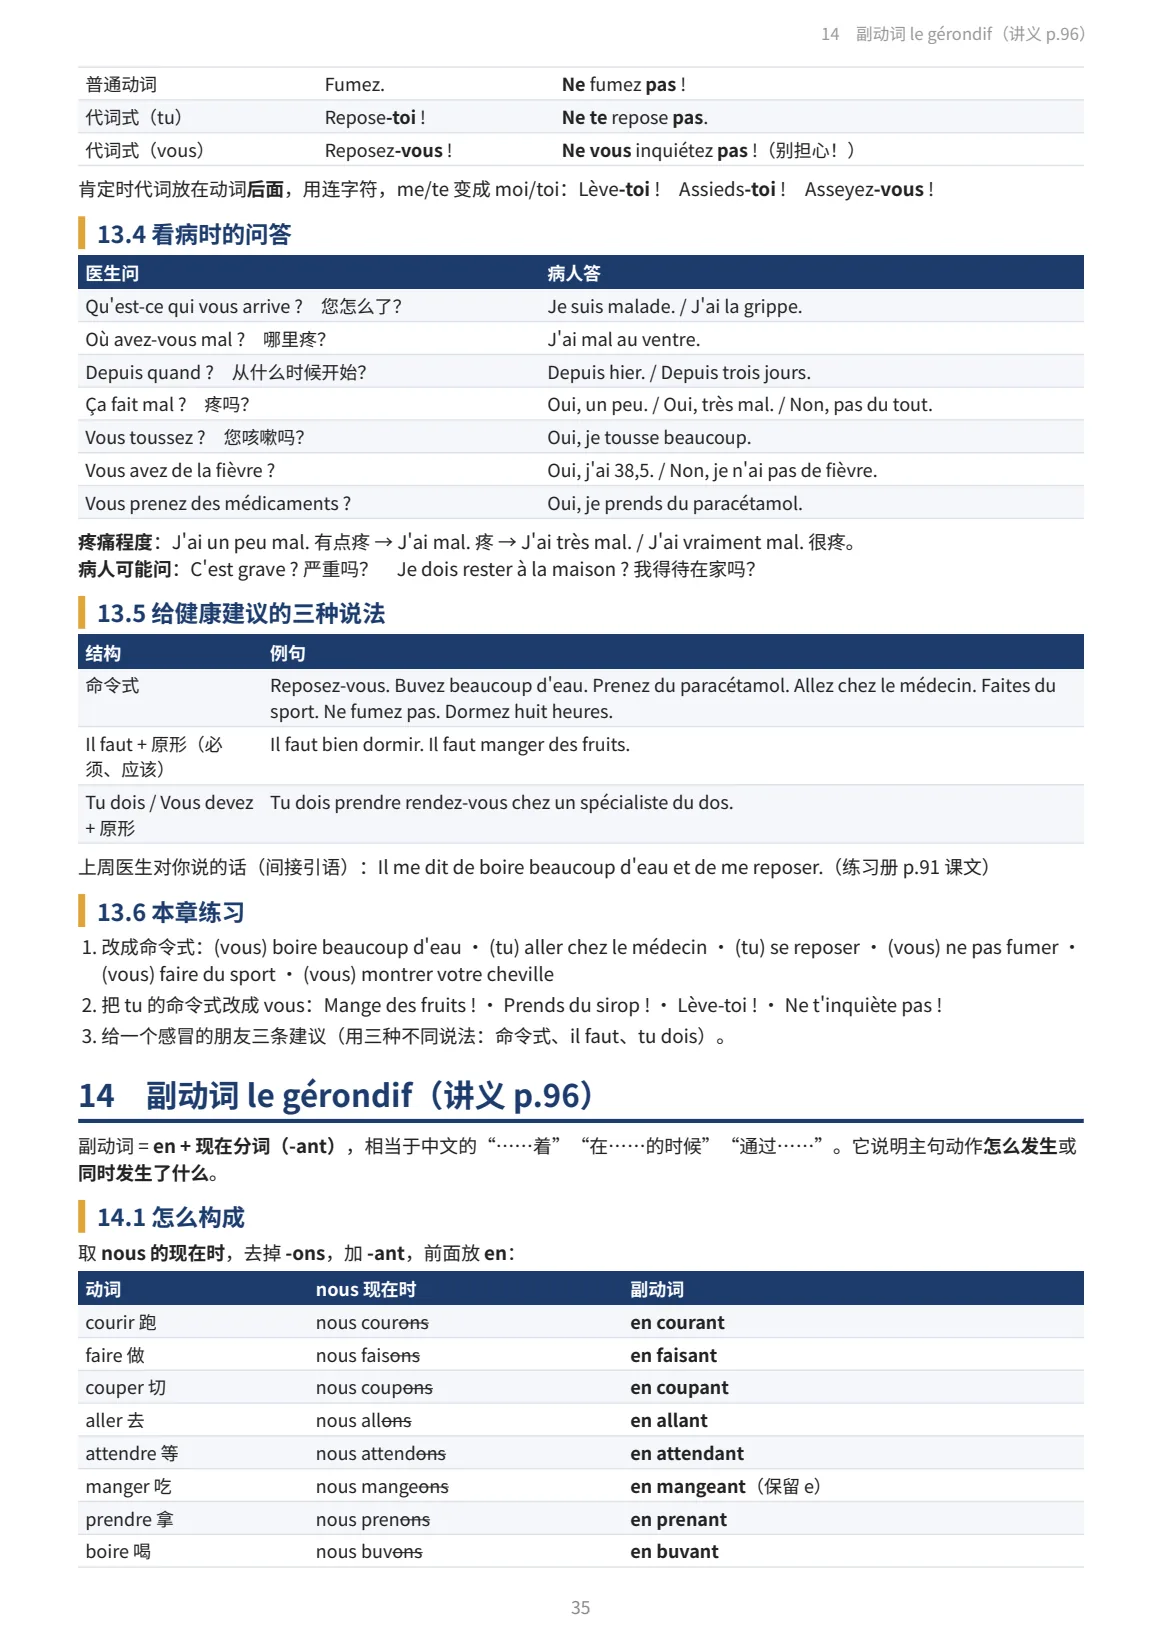 14 副动词 le gérondif（讲义 p.96）
普通动词 Fumez. Ne fumez pas !
代词式（tu） Repose-toi ! Ne te repose pas.
代词式（vous） Reposez-vous ! Ne vous inquiétez pas !（别担心！）
肯定时代词放在动词后面，用连字符，me/te 变成 moi/toi：Lève-toi ! Assieds-toi ! Asseyez-vous !
13.4 看病时的问答
医生问 病人答
Qu'est-ce qui vous arrive ? 您怎么了？ Je suis malade. / J'ai la grippe.
Où avez-vous mal ? 哪里疼？ J'ai mal au ventre.
Depuis quand ? 从什么时候开始？ Depuis hier. / Depuis trois jours.
Ça fait mal ? 疼吗？ Oui, un peu. / Oui, très mal. / Non, pas du tout.
Vous toussez ? 您咳嗽吗？ Oui, je tousse beaucoup.
Vous avez de la fièvre ? Oui, j'ai 38,5. / Non, je n'ai pas de fièvre.
Vous prenez des médicaments ? Oui, je prends du paracétamol.
疼痛程度：J'ai un peu mal. 有点疼 → J'ai mal. 疼 → J'ai très mal. / J'ai vraiment mal. 很疼。
病人可能问：C'est grave ? 严重吗？ Je dois rester à la maison ? 我得待在家吗？
13.5 给健康建议的三种说法
结构 例句
命令式 Reposez-vous. Buvez beaucoup d'eau. Prenez du paracétamol. Allez chez le médecin. Faites du
sport. Ne fumez pas. Dormez huit heures.
Il faut + 原形（必 Il faut bien dormir. Il faut manger des fruits.
须、应该）
Tu dois / Vous devez Tu dois prendre rendez-vous chez un spécialiste du dos.
+ 原形
上周医生对你说的话（间接引语）：Il me dit de boire beaucoup d'eau et de me reposer.（练习册 p.91 课文）
13.6 本章练习
1. 改成命令式：(vous) boire beaucoup d'eau • (tu) aller chez le médecin • (tu) se reposer • (vous) ne pas fumer •
(vous) faire du sport • (vous) montrer votre cheville
2. 把 tu 的命令式改成 vous：Mange des fruits ! • Prends du sirop ! • Lève-toi ! • Ne t'inquiète pas !
3. 给一个感冒的朋友三条建议（用三种不同说法：命令式、il faut、tu dois）。
14 副动词 le gérondif（讲义 p.96）
副动词 = en + 现在分词（-ant），相当于中文的“……着”“在……的时候”“通过……”。它说明主句动作怎么发生或
同时发生了什么。
14.1 怎么构成
取 nous 的现在时，去掉 -ons，加 -ant，前面放 en：
动词 nous 现在时 副动词
courir 跑 nous courons en courant
faire 做 nous faisons en faisant
couper 切 nous coupons en coupant
aller 去 nous allons en allant
attendre 等 nous attendons en attendant
manger 吃 nous mangeons en mangeant（保留 e）
prendre 拿 nous prenons en prenant
boire 喝 nous buvons en buvant
35